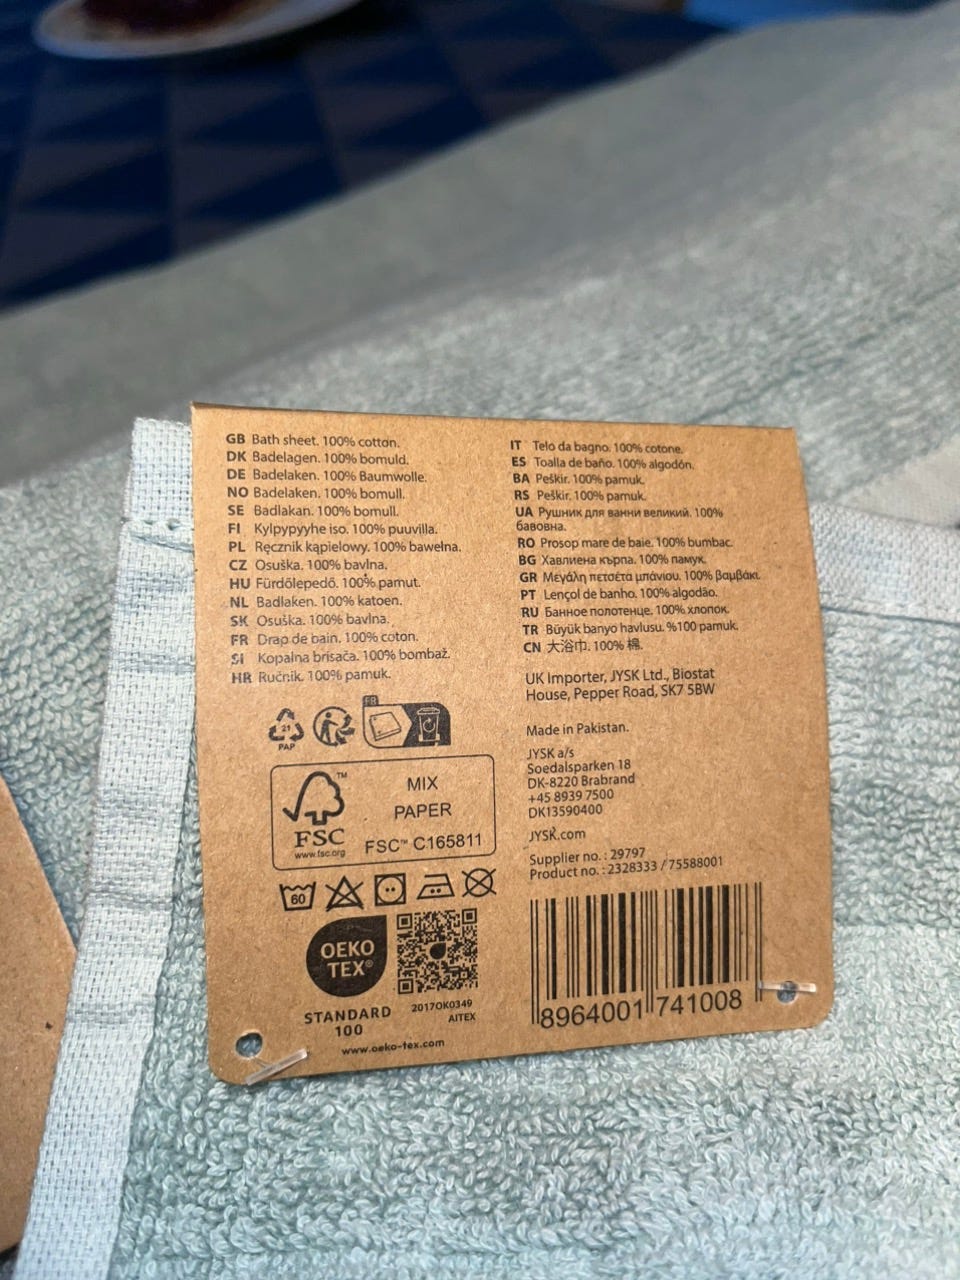 GB Bath sheet. 100% cotton.
DK Badelagen. 100% bomuld.
DE Badelaken. 100% Baumwolle.
NO Badelaken. 100% bomull.
SE Badlakan. 100% bomull.
FI Kylpypyyhe iso. 100% puuvilla.
PL Ręcznik kąpielowy. 100% bawełna.
CZ Osuška. 100% bavlna.
HU Fürdőlepedő. 100% pamut.
NL Badlaken. 100% katoen.
SK Osuška. 100% bavlna.
FR Drap de bain. 100% coton.
SI Kopalna brisača. 100% bombaž.
HR Ručnik. 100% pamuk.
21
PAP
FR
FSC™
www.fsc.org
MIX
PAPER
FSC™ C165811
60
OEKO
TEX®
STANDARD
100
2017OK0349
AITEX
www.oeko-tex.com
IT Telo da bagno. 100% cotone.
ES Toalla de baño. 100% algodón.
BA Peškir. 100% pamuk.
RS Peškir. 100% pamuk.
UA Рушник для ванни великий. 100%
бавовна.
RO Prosop mare de baie. 100% bumbac.
BG Хавлиена кърпа. 100% памук.
GR Μεγάλη πετσέτα μπάνιου. 100% βαμβάκι.
PT Lençol de banho. 100% algodão.
RU Банное полотенце. 100% хлопок.
TR Büyük banyo havlusu. %100 pamuk.
CN 大浴巾. 100% 棉.
UK Importer, JYSK Ltd., Biostat
House, Pepper Road, SK7 5BW
Made in Pakistan.
JYSK a/s
Soedalsparken 18
DK-8220 Brabrand
+45 8939 7500
DK13590400
JYSK.com
Supplier no. : 29797
Product no. : 2328333 / 75588001
8964001 741008